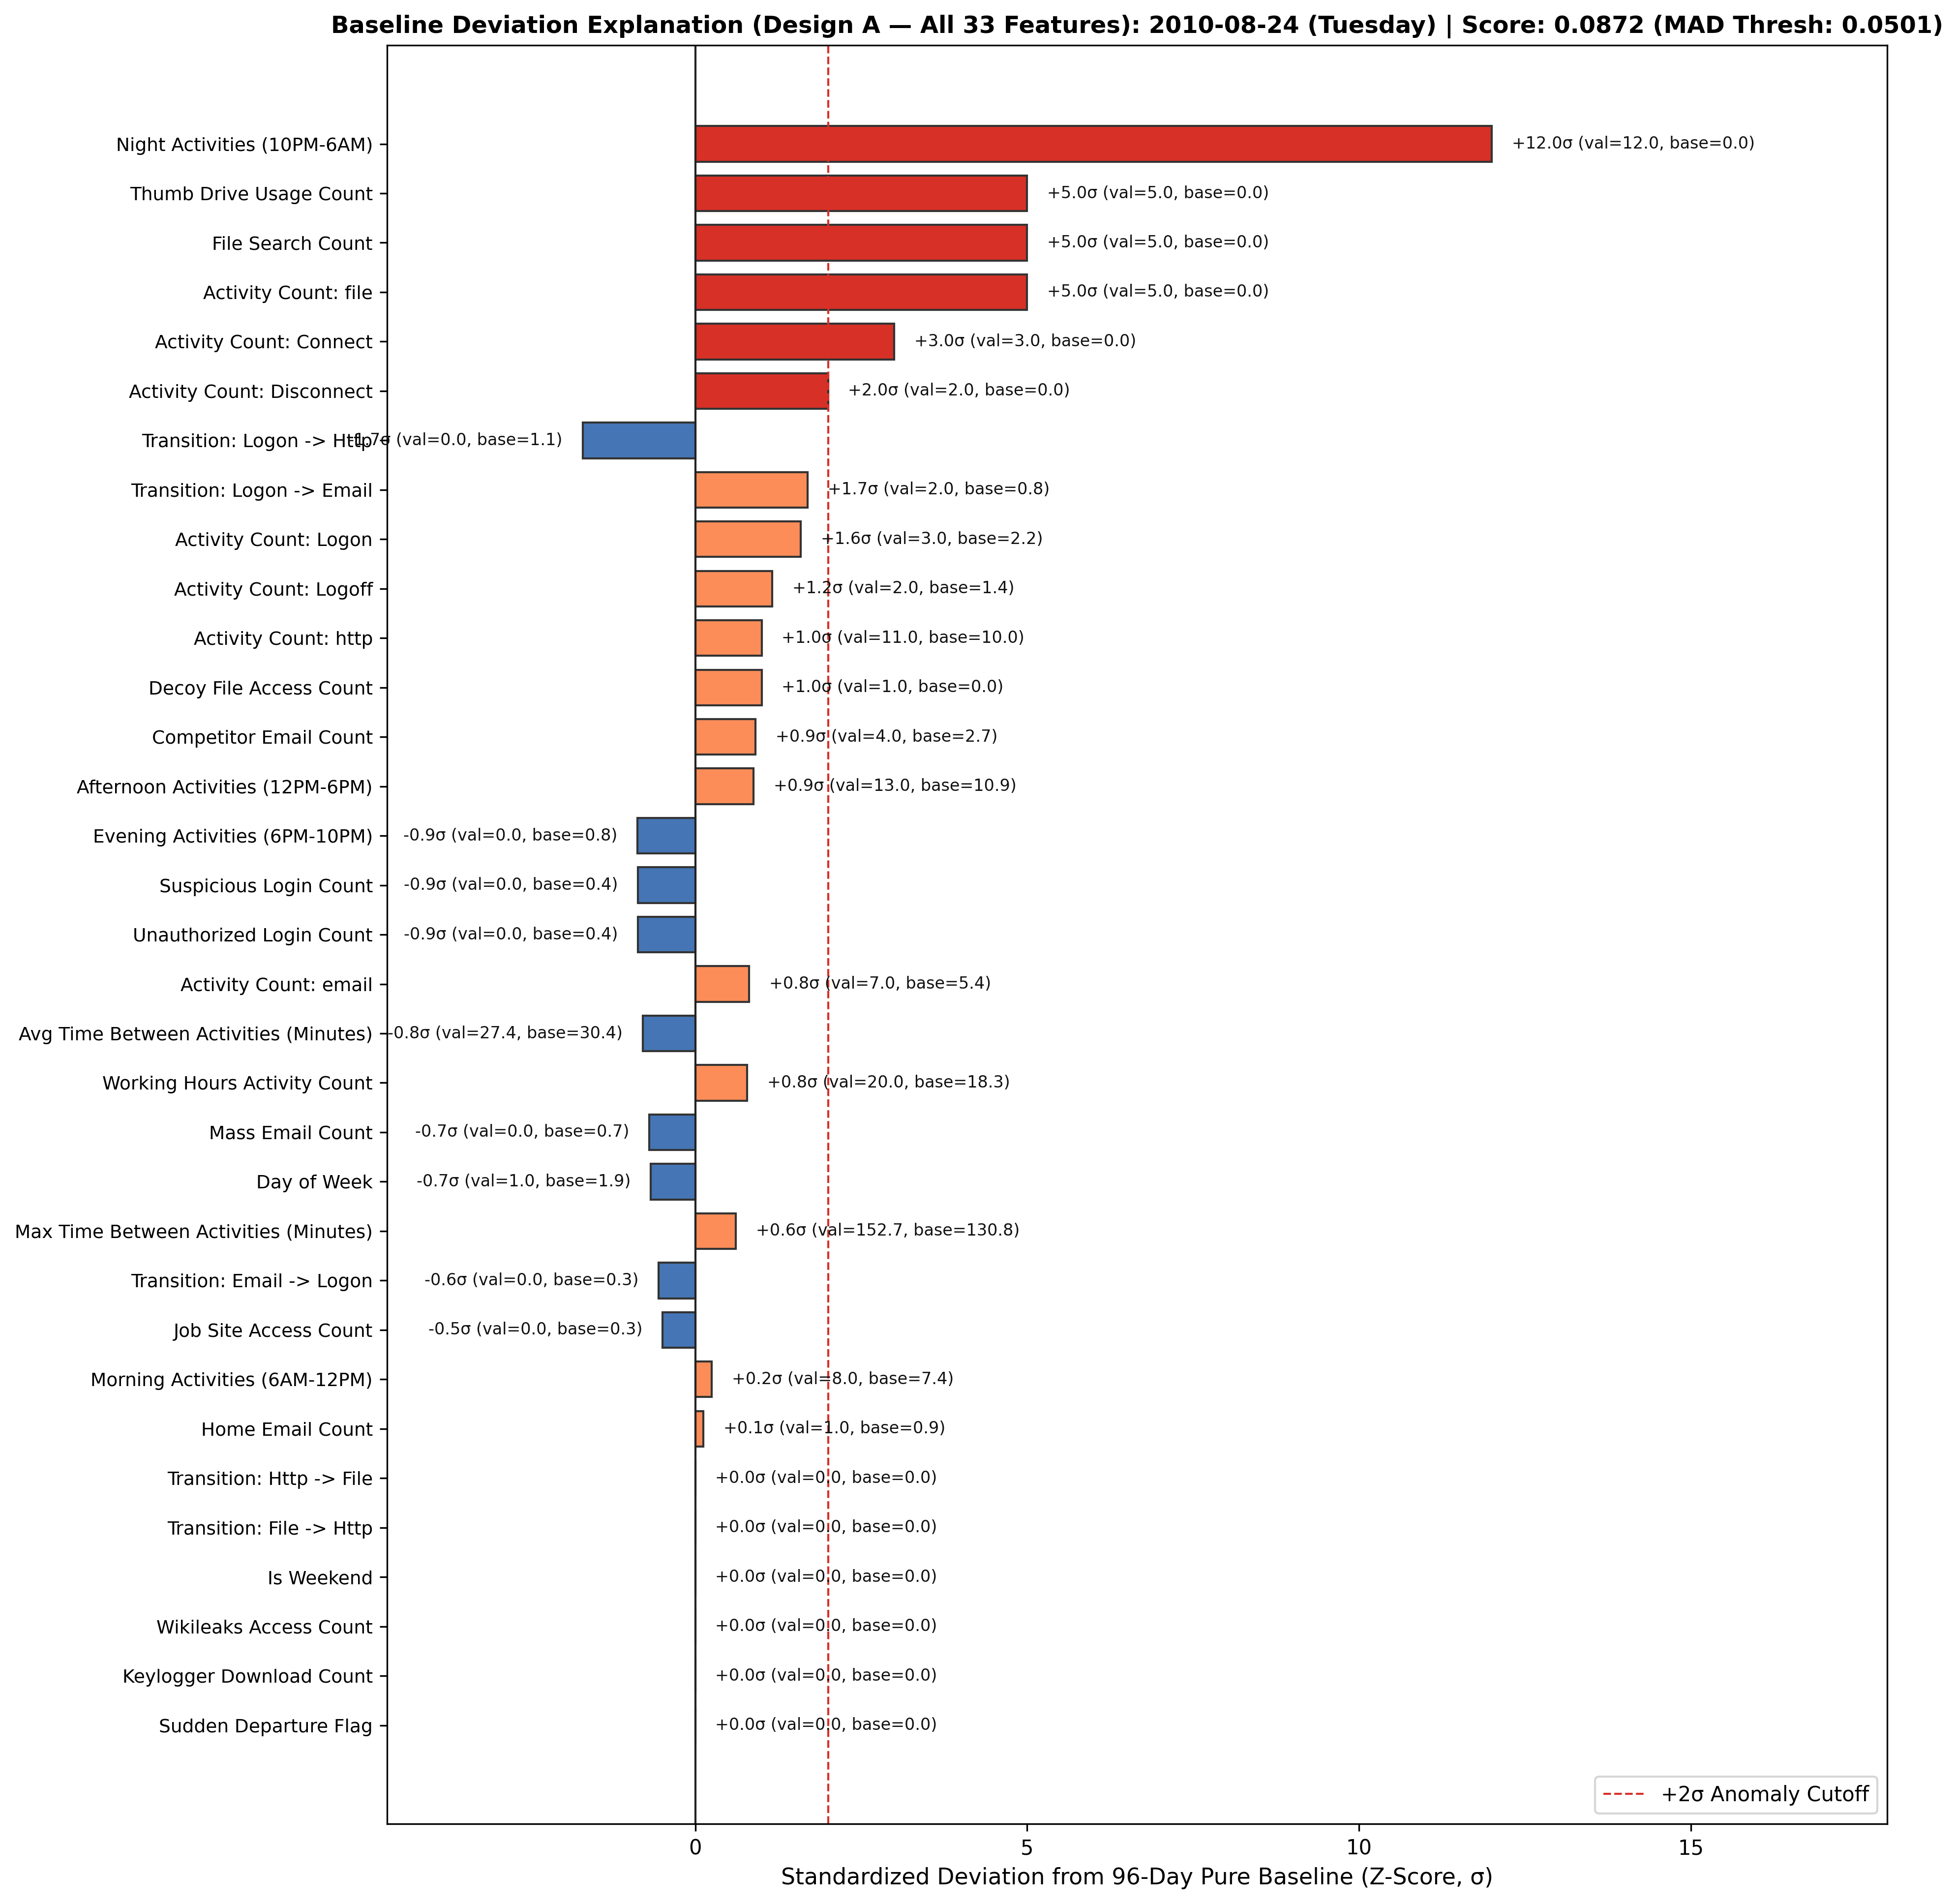 Baseline Deviation Explanation (Design A — All 33 Features): 2010-08-24 (Tuesday) | Score: 0.0872 (MAD Thresh: 0.0501)
Night Activities (10PM-6AM) +12.0σ (val=12.0, base=0.0)
Thumb Drive Usage Count +5.0σ (val=5.0, base=0.0)
File Search Count +5.0σ (val=5.0, base=0.0)
Activity Count: file +5.0σ (val=5.0, base=0.0)
Activity Count: Connect +3.0σ (val=3.0, base=0.0)
Activity Count: Disconnect +2.0σ (val=2.0, base=0.0)
Transition: Logon -> Http -1.7σ (val=0.0, base=1.1)
Transition: Logon -> Email +1.7σ (val=2.0, base=0.8)
Activity Count: Logon +1.6σ (val=3.0, base=2.2)
Activity Count: Logoff +1.2σ (val=2.0, base=1.4)
Activity Count: http +1.0σ (val=11.0, base=10.0)
Decoy File Access Count +1.0σ (val=1.0, base=0.0)
Competitor Email Count +0.9σ (val=4.0, base=2.7)
Afternoon Activities (12PM-6PM) +0.9σ (val=13.0, base=10.9)
Evening Activities (6PM-10PM) -0.9σ (val=0.0, base=0.8)
Suspicious Login Count -0.9σ (val=0.0, base=0.4)
Unauthorized Login Count -0.9σ (val=0.0, base=0.4)
Activity Count: email +0.8σ (val=7.0, base=5.4)
Avg Time Between Activities (Minutes) -0.8σ (val=27.4, base=30.4)
Working Hours Activity Count +0.8σ (val=20.0, base=18.3)
Mass Email Count -0.7σ (val=0.0, base=0.7)
Day of Week -0.7σ (val=1.0, base=1.9)
Max Time Between Activities (Minutes) +0.6σ (val=152.7, base=130.8)
Transition: Email -> Logon -0.6σ (val=0.0, base=0.3)
Job Site Access Count -0.5σ (val=0.0, base=0.3)
Morning Activities (6AM-12PM) +0.2σ (val=8.0, base=7.4)
Home Email Count +0.1σ (val=1.0, base=0.9)
Transition: Http -> File +0.0σ (val=0.0, base=0.0)
Transition: File -> Http +0.0σ (val=0.0, base=0.0)
Is Weekend +0.0σ (val=0.0, base=0.0)
Wikileaks Access Count +0.0σ (val=0.0, base=0.0)
Keylogger Download Count +0.0σ (val=0.0, base=0.0)
Sudden Departure Flag +0.0σ (val=0.0, base=0.0)
+2σ Anomaly Cutoff
0 5 10 15
Standardized Deviation from 96-Day Pure Baseline (Z-Score, σ)